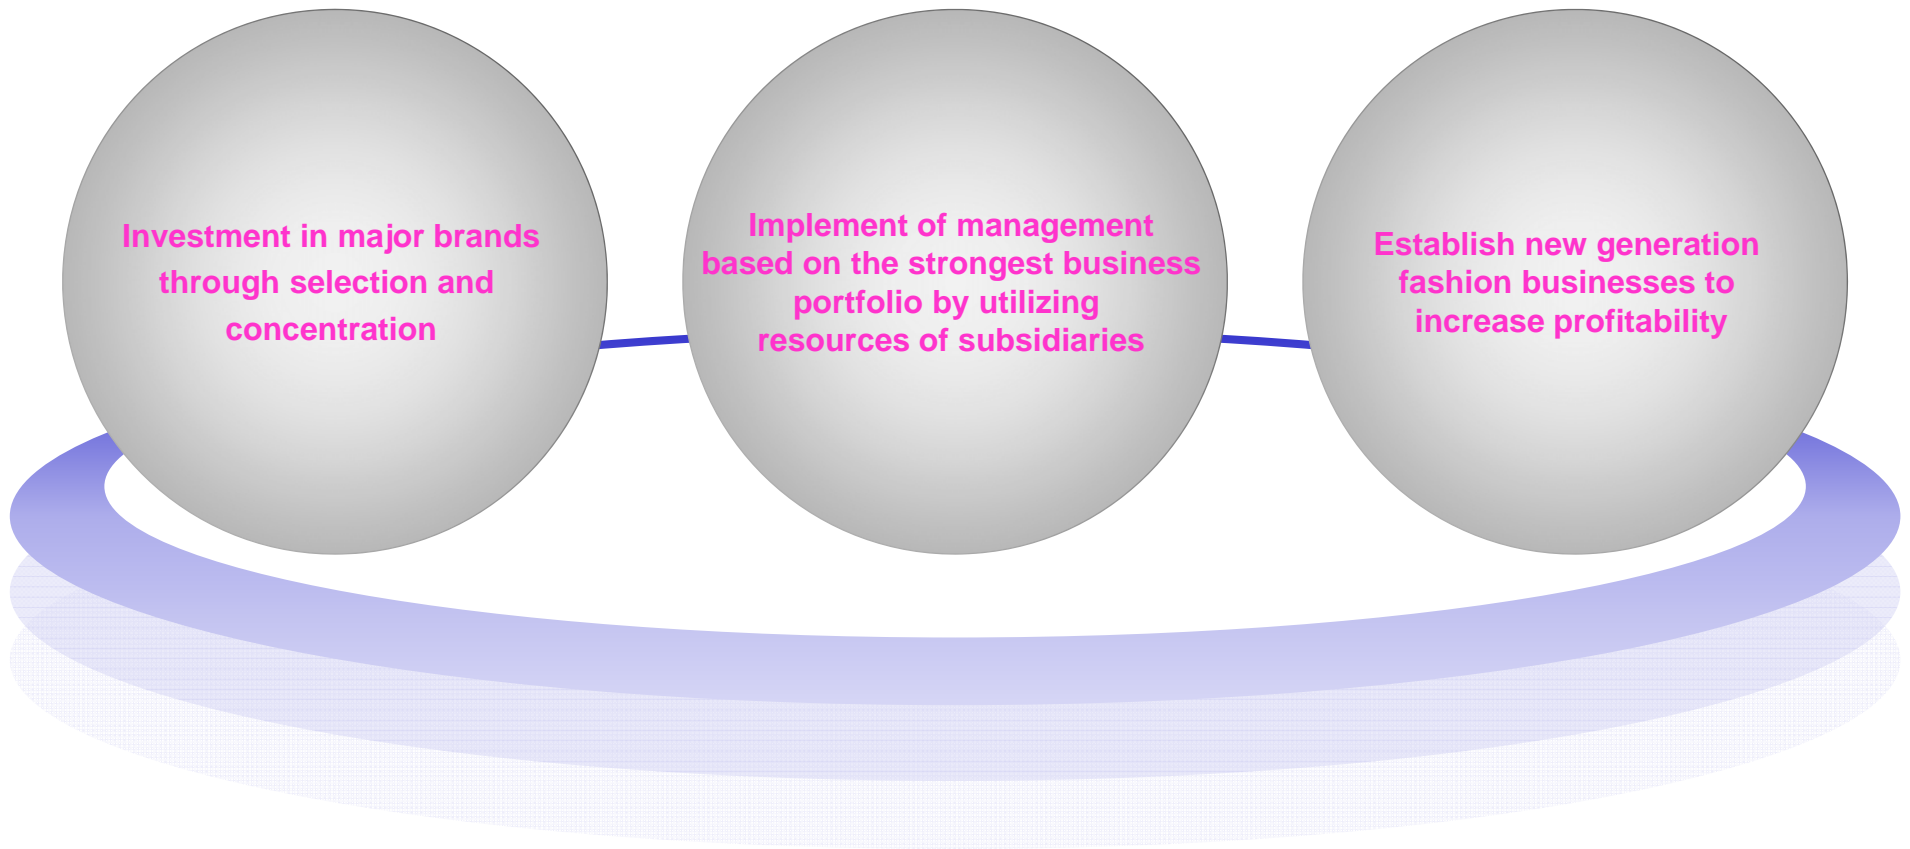 Investment in major brands
through selection and
concentration
Implement of management
based on the strongest business
portfolio by utilizing
resources of subsidiaries
Establish new generation
fashion businesses to
increase profitability